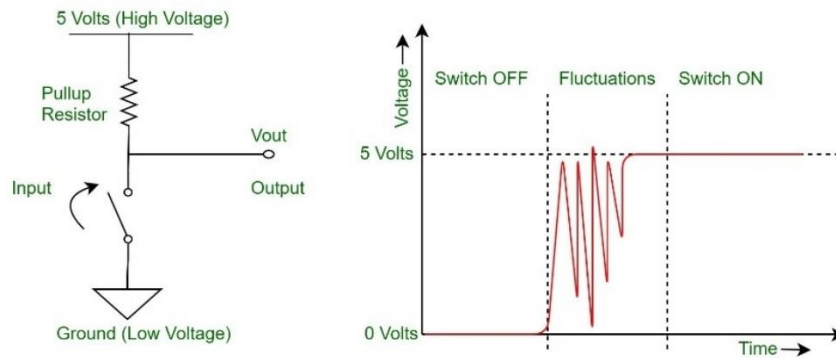 5 Volts (High Voltage)
Pullup
Resistor
Vout
Input
Output
Ground (Low Voltage)
Voltage
Switch OFF
Fluctuations
Switch ON
5 Volts
0 Volts
Time